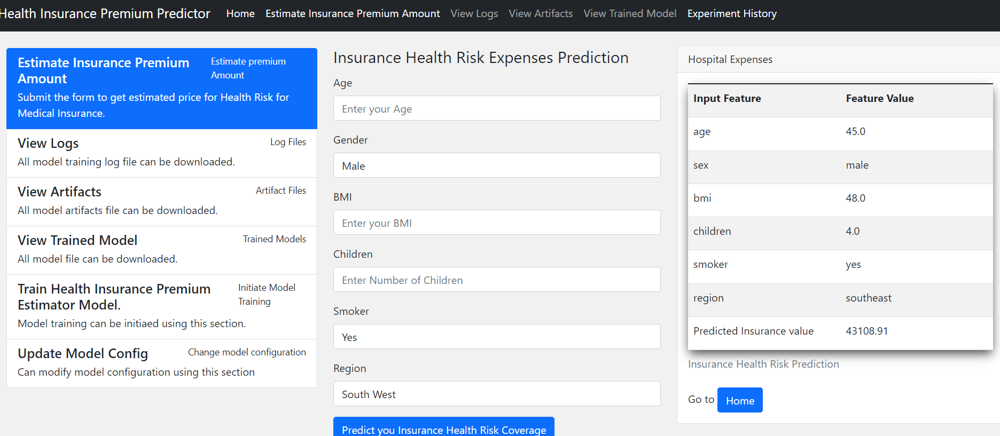 Health Insurance Premium Predictor Home Estimate Insurance Premium Amount View Logs View Artifacts View Trained Model Experiment History
Estimate Insurance Premium Amount
Estimate premium Amount
Submit the form to get estimated price for Health Risk for
Medical Insurance.
View Logs
Log Files
All model training log file can be downloaded.
View Artifacts
Artifact Files
All model artifacts file can be downloaded.
View Trained Model
Trained Models
All model file can be downloaded.
Train Health Insurance Premium
Estimator Model.
Initiate Model
Training
Model training can be initiaed using this section.
Update Model Config
Change model configuration
Can modify model configuration using this section
Insurance Health Risk Expenses Prediction
Age
Enter your Age
Gender
Male
BMI
Enter your BMI
Children
Enter Number of Children
Smoker
Yes
Region
South West
Predict you Insurance Health Risk Coverage
Hospital Expenses
Input Feature Feature Value
age 45.0
sex male
bmi 48.0
children 4.0
smoker yes
region southeast
Predicted Insurance value 43108.91
Insurance Health Risk Prediction
Go to Home